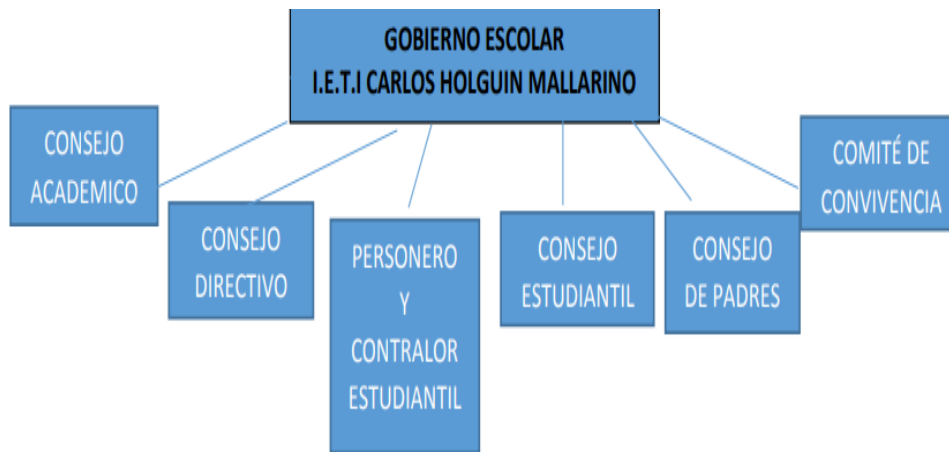 GOBIERNO ESCOLAR
I.E.T.I CARLOS HOLGUIN MALLARINO
CONSEJO
ACADEMICO
CONSEJO
DIRECTIVO
PERSONERO
Y
CONTRALOR
ESTUDIANTIL
CONSEJO
ESTUDIANTIL
CONSEJO
DE PADRES
COMITÉ DE
CONVIVENCIA